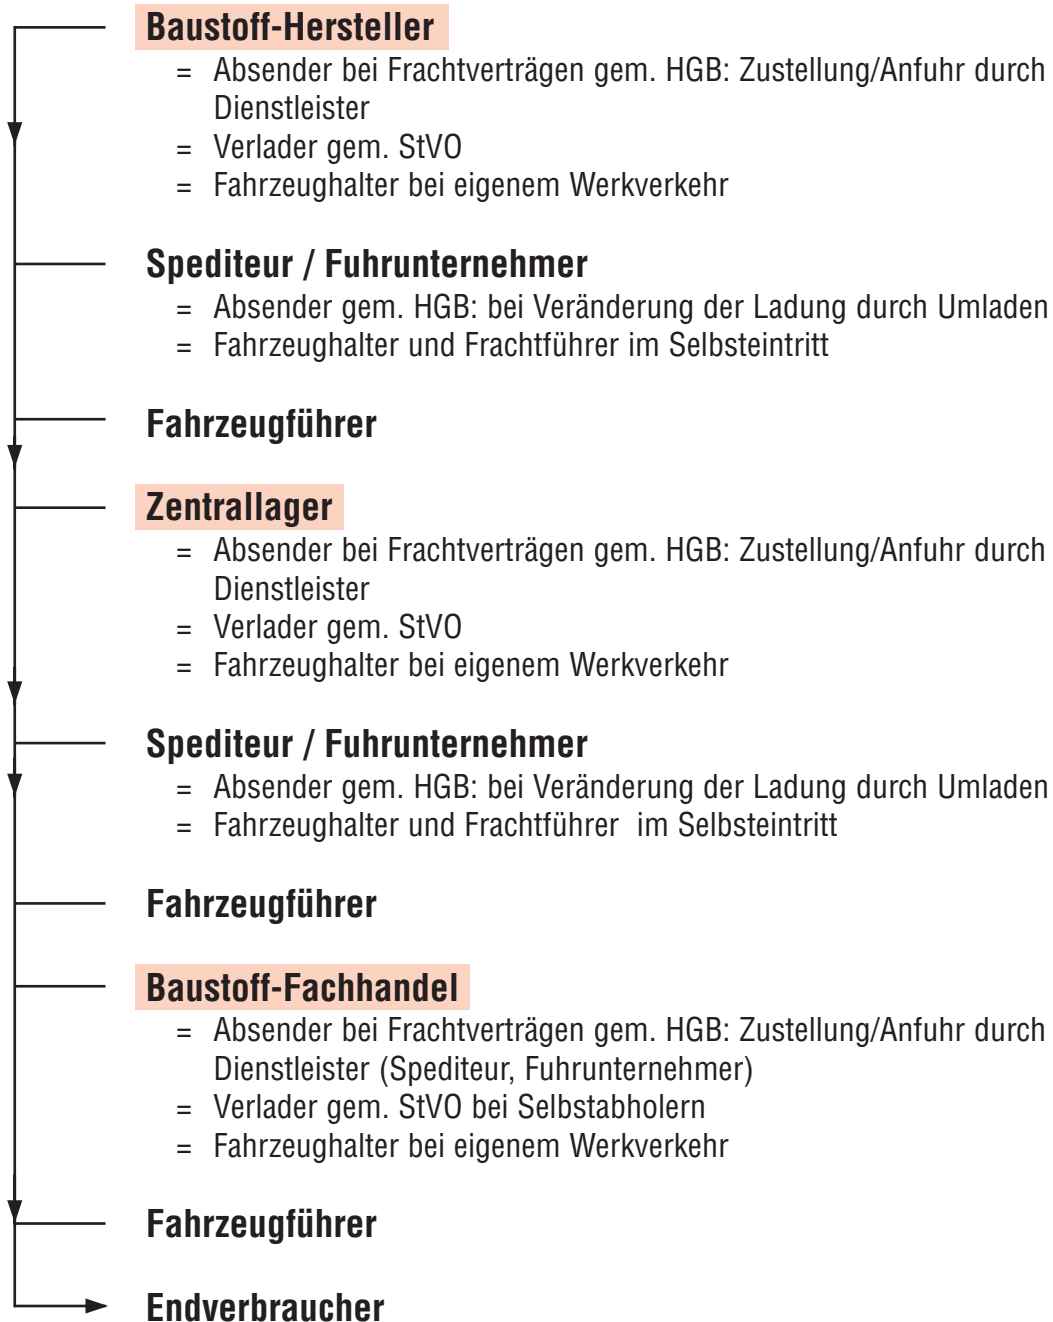 Baustoff-Hersteller
= Absender bei Frachtverträgen gem. HGB: Zustellung/Anfuhr durch
Dienstleister
= Verlader gem. StVO
= Fahrzeughalter bei eigenem Werkverkehr
Spediteur / Fuhrunternehmer
= Absender gem. HGB: bei Veränderung der Ladung durch Umladen
= Fahrzeughalter und Frachtführer im Selbsteintritt
Fahrzeugführer
Zentrallager
= Absender bei Frachtverträgen gem. HGB: Zustellung/Anfuhr durch
Dienstleister
= Verlader gem. StVO
= Fahrzeughalter bei eigenem Werkverkehr
Spediteur / Fuhrunternehmer
= Absender gem. HGB: bei Veränderung der Ladung durch Umladen
= Fahrzeughalter und Frachtführer im Selbsteintritt
Fahrzeugführer
Baustoff-Fachhandel
= Absender bei Frachtverträgen gem. HGB: Zustellung/Anfuhr durch
Dienstleister (Spediteur, Fuhrunternehmer)
= Verlader gem. StVO bei Selbstabholern
= Fahrzeughalter bei eigenem Werkverkehr
Fahrzeugführer
Endverbraucher